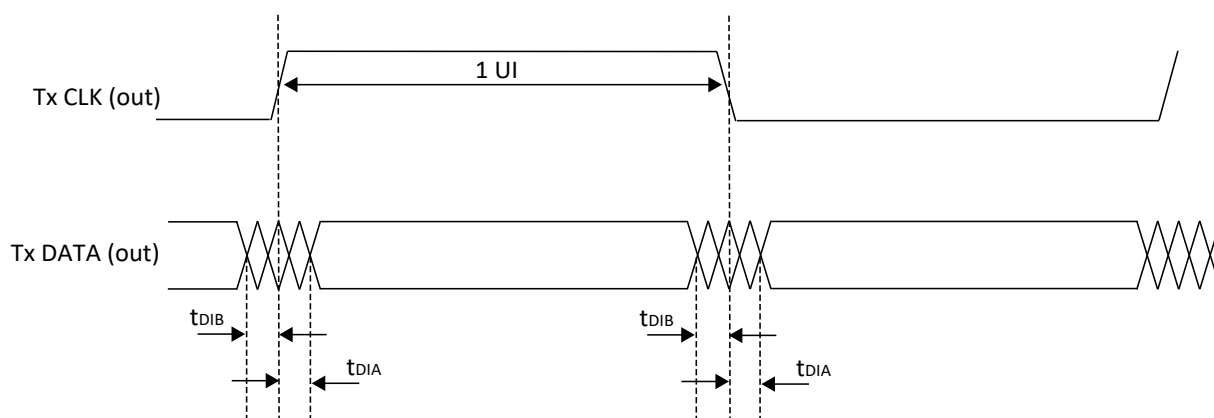 1 UI
Tx CLK (out)
Tx DATA (out)
tDIB
tDIB
tDIA
tDIA